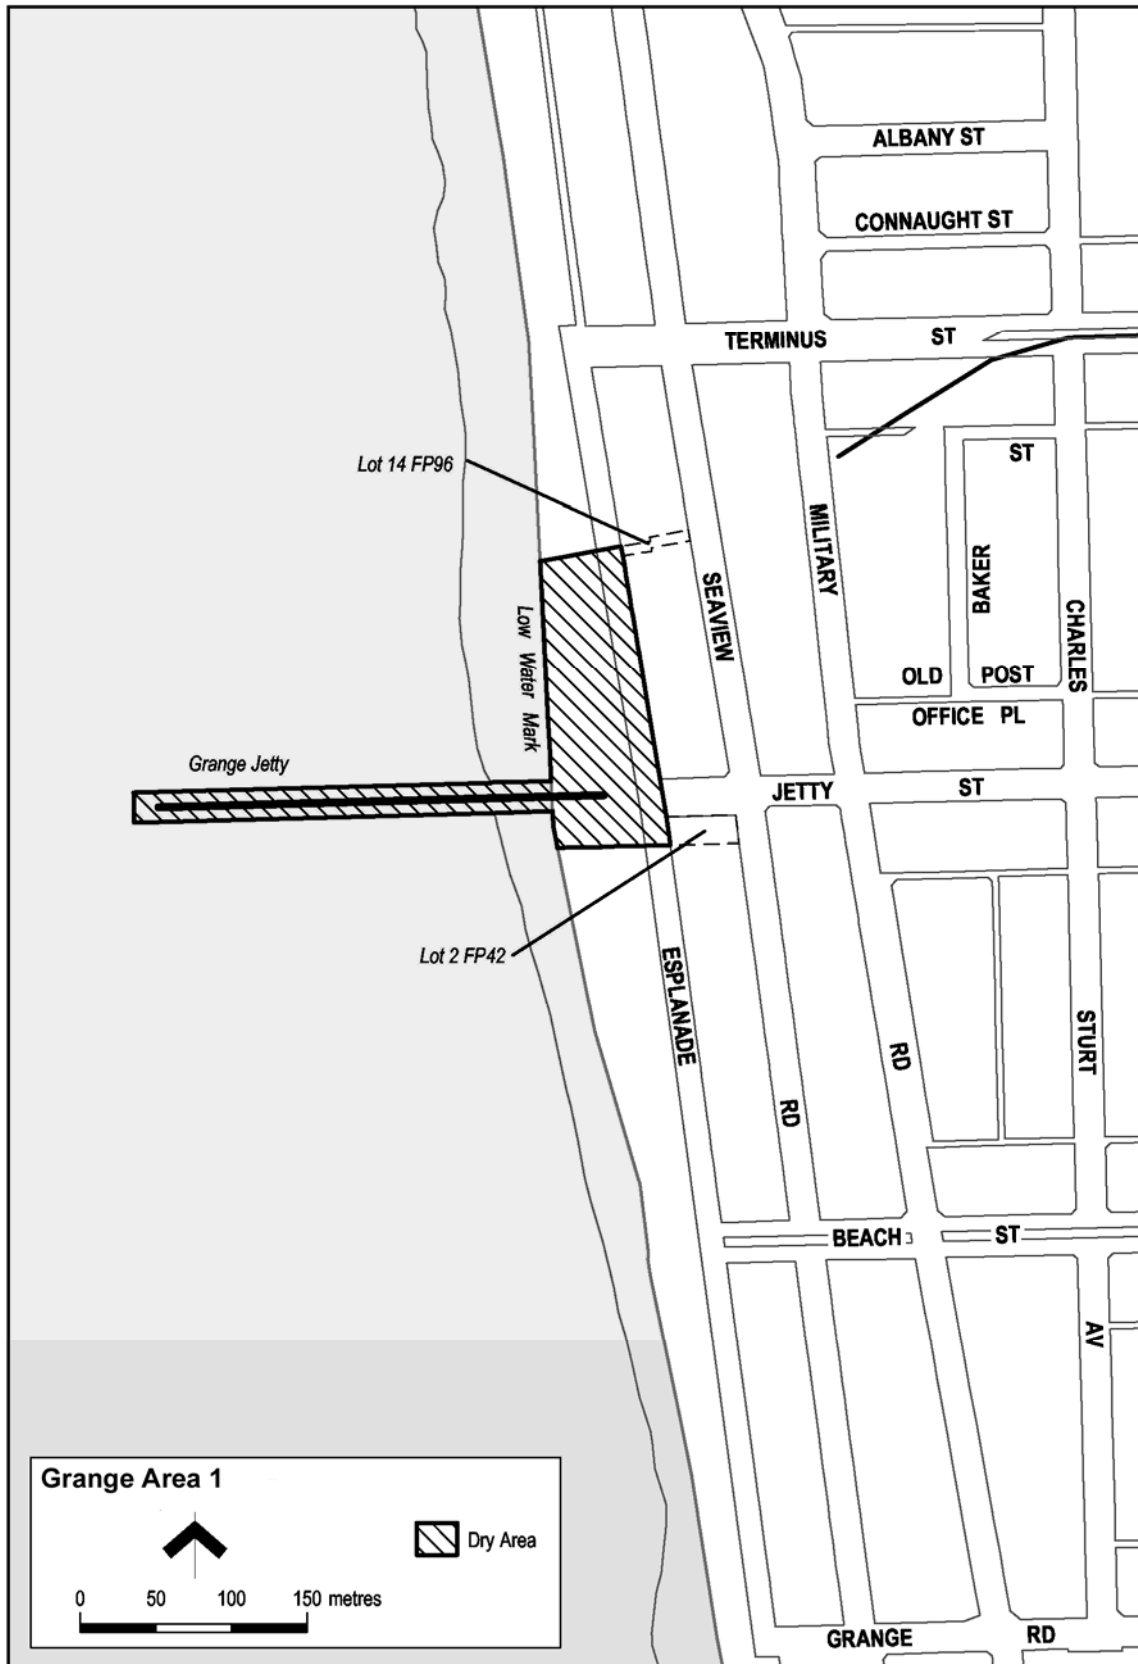 ALBANY ST
CONNAUGHT ST
TERMINUS ST
Lot 14 FP96
ST
MILITARY
BAKER
SEAVIEW
CHARLES
Low Water Mark
OLD POST
OFFICE PL
Grange Jetty
JETTY ST
Lot 2 FP42
ESPLANADE
STURT
RD
RD
BEACH ST
AV
Grange Area 1
Dry Area
0 50 100 150 metres
GRANGE RD